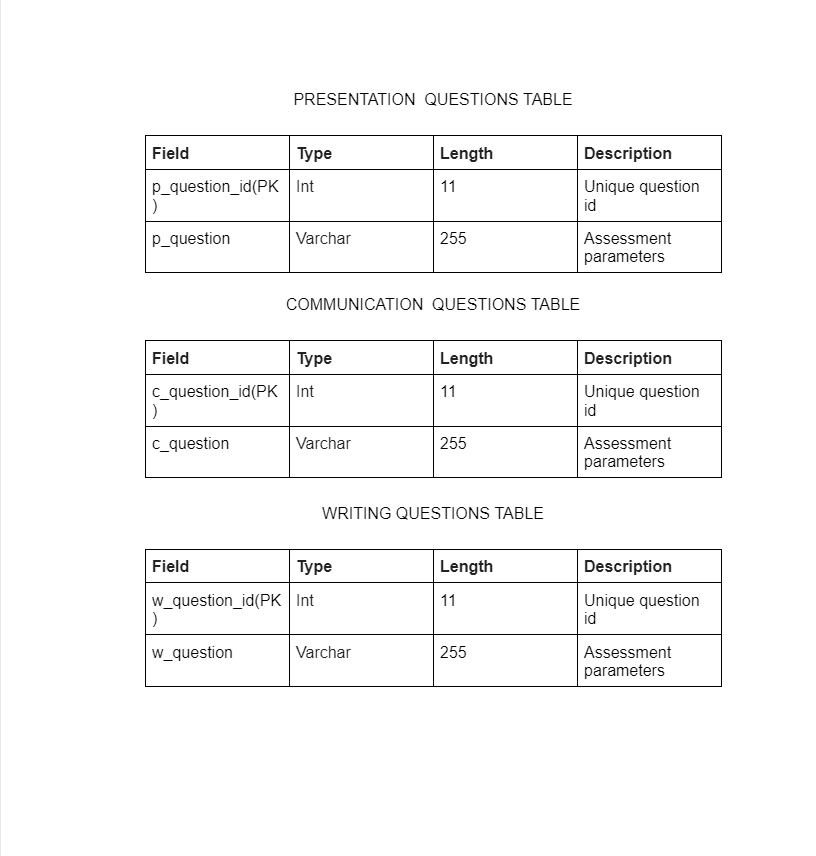 PRESENTATION  QUESTIONS TABLE
Field Type Length Description
p_question_id(PK Int 11 Unique question
) id
p_question Varchar 255 Assessment
parameters
COMMUNICATION  QUESTIONS TABLE
Field Type Length Description
c_question_id(PK Int 11 Unique question
) id
c_question Varchar 255 Assessment
parameters
WRITING QUESTIONS TABLE
Field Type Length Description
w_question_id(PK Int 11 Unique question
) id
w_question Varchar 255 Assessment
parameters